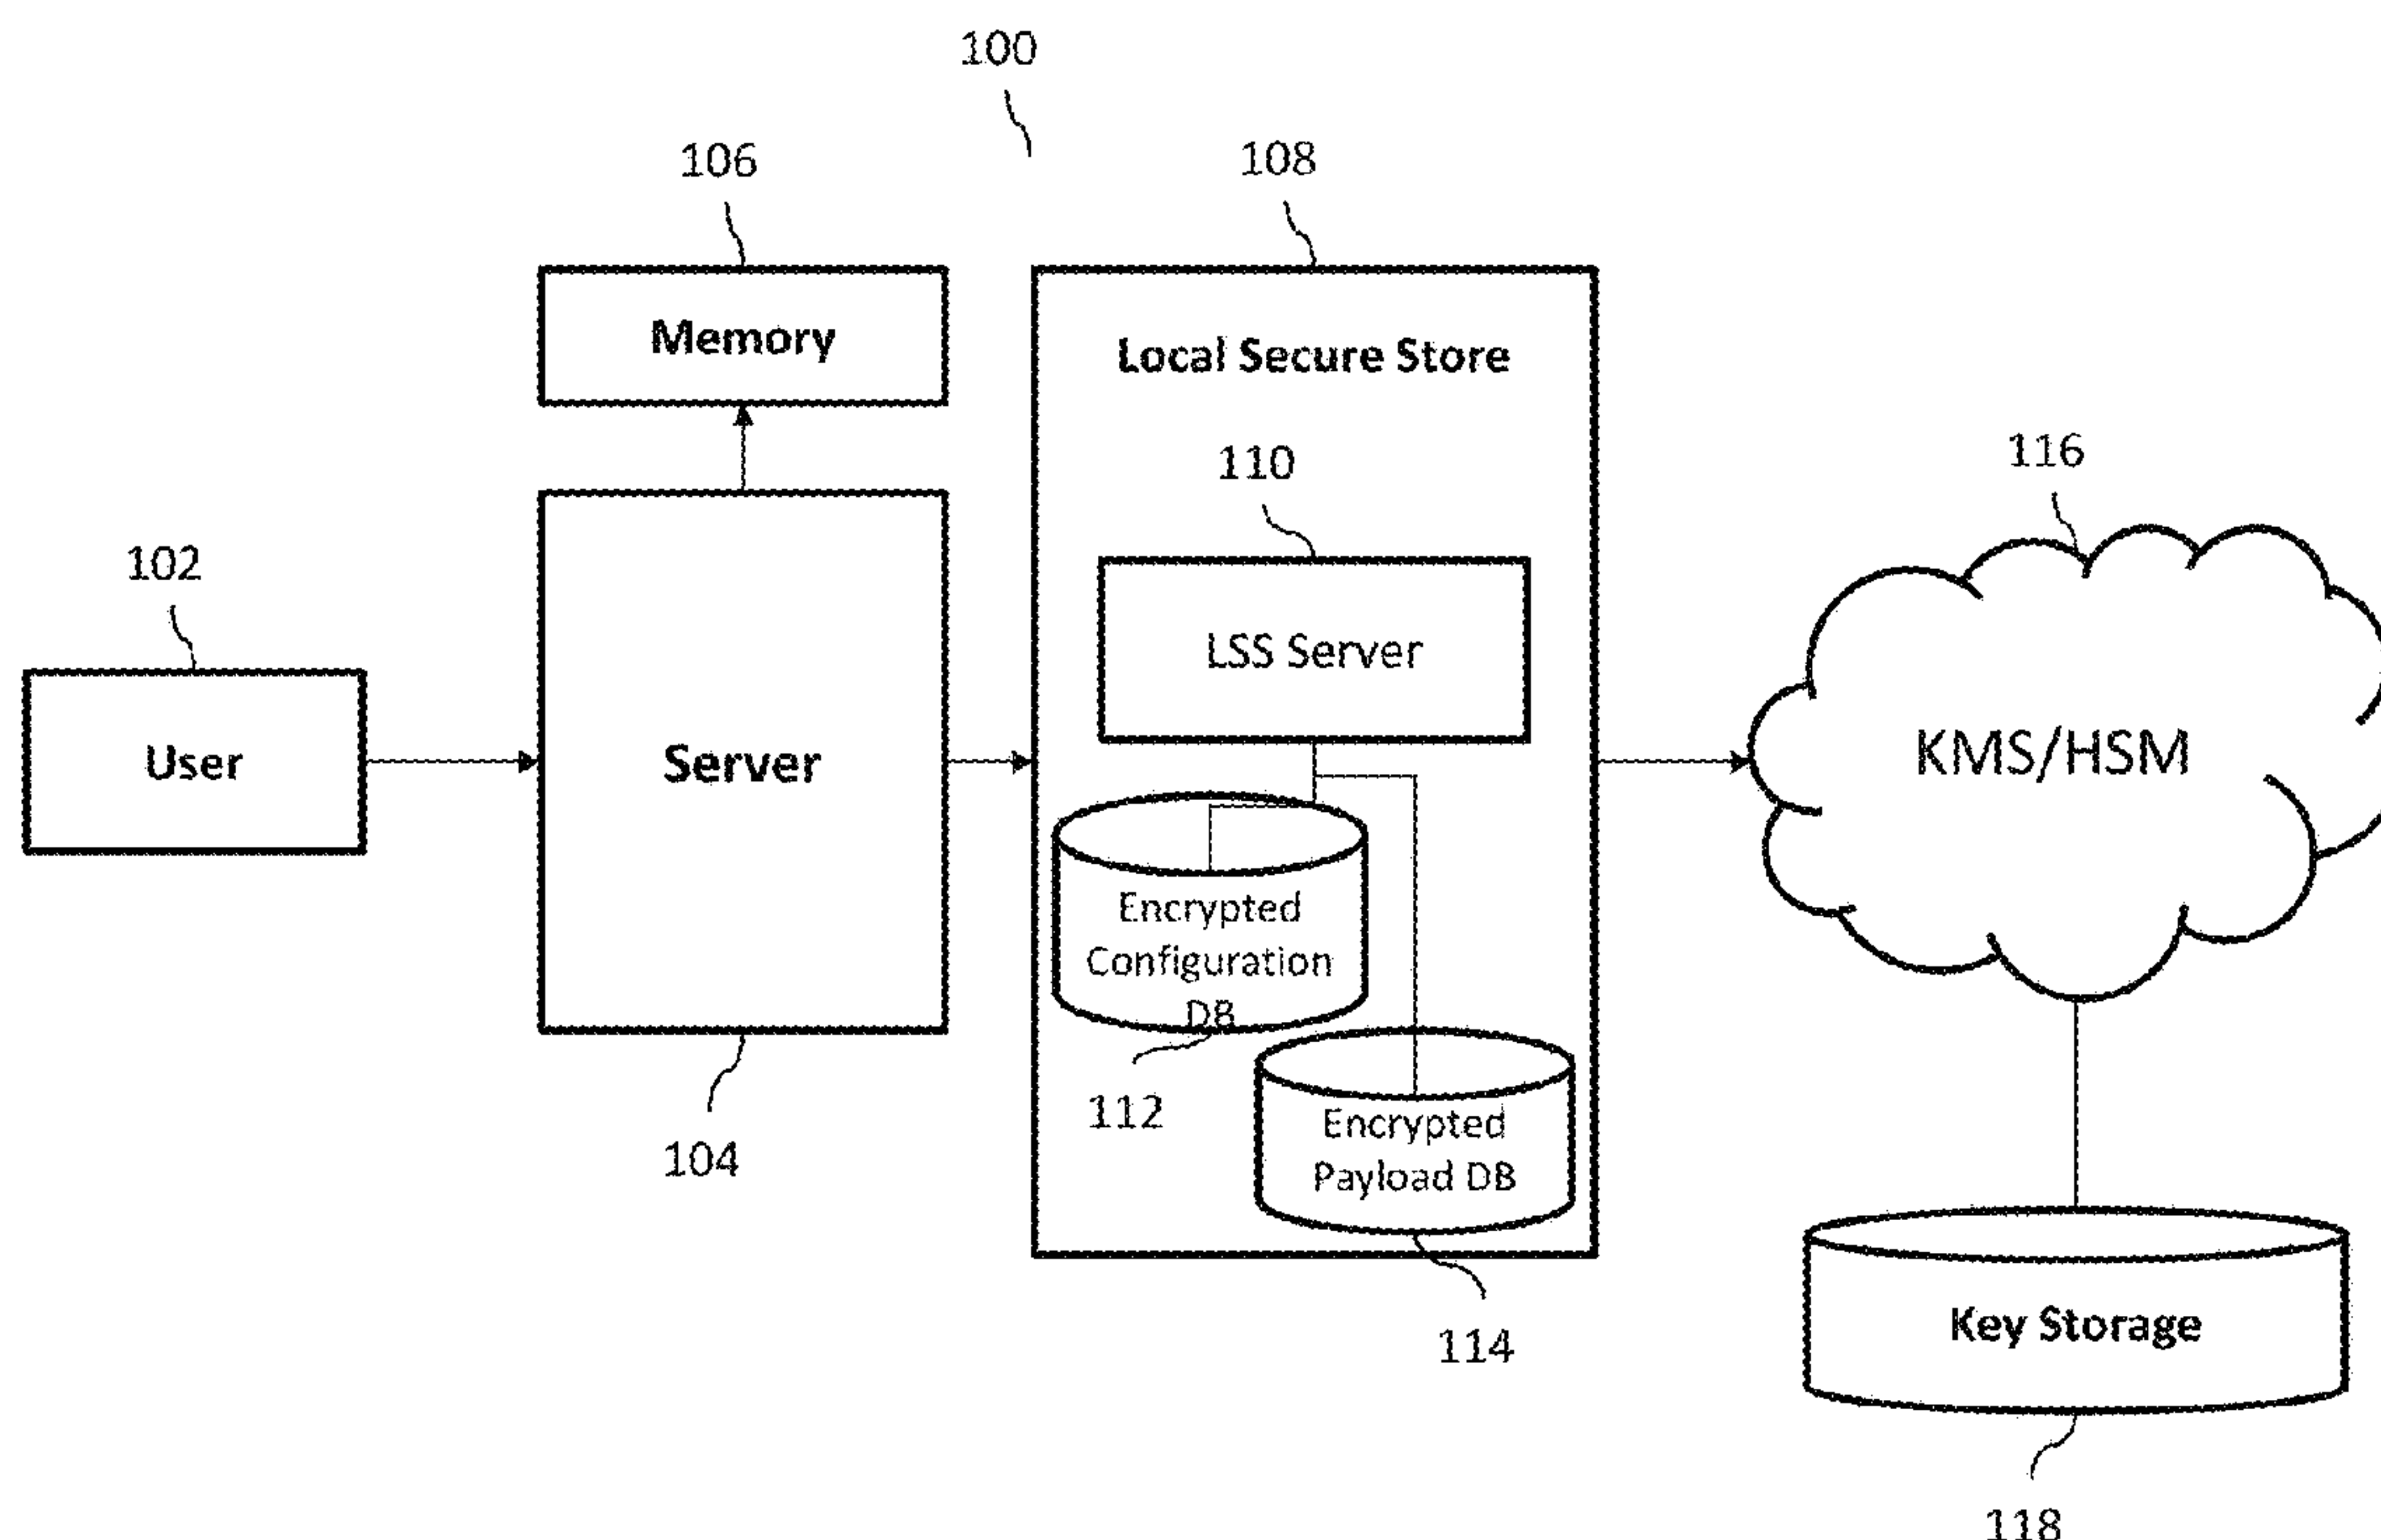 100
106
108
Memory
Local Secure Store
110
116
102
LSS Server
User
Server
KMS/HSM
Encrypted
Configuration
DB
112
Encrypted
Payload DB
104
114
Key Storage
118